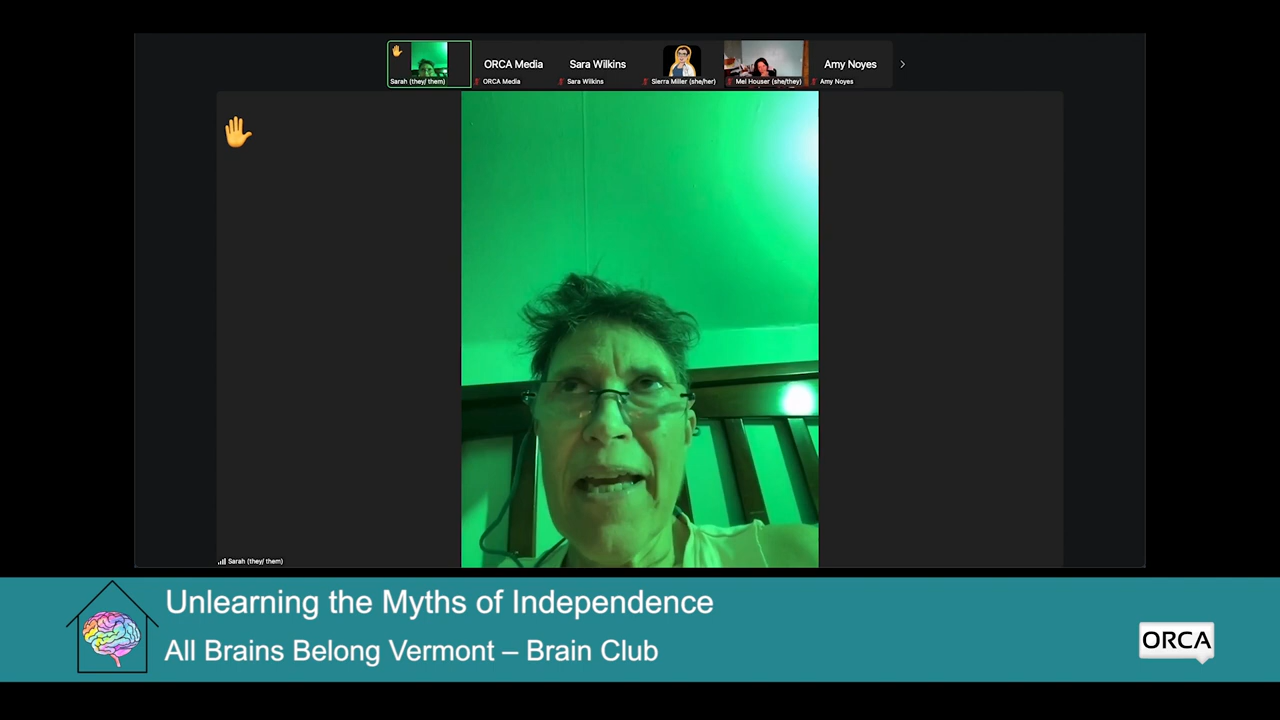 ORCA Media
Sara Wilkins
Amy Noyes
Sarah (they/ them)
ORCA Media
Sara Wilkins
Sierra Miller (she/her)
Mel Houser (she/they)
Amy Noyes
Sarah (they/ them)
Unlearning the Myths of Independence
All Brains Belong Vermont – Brain Club
ORCA